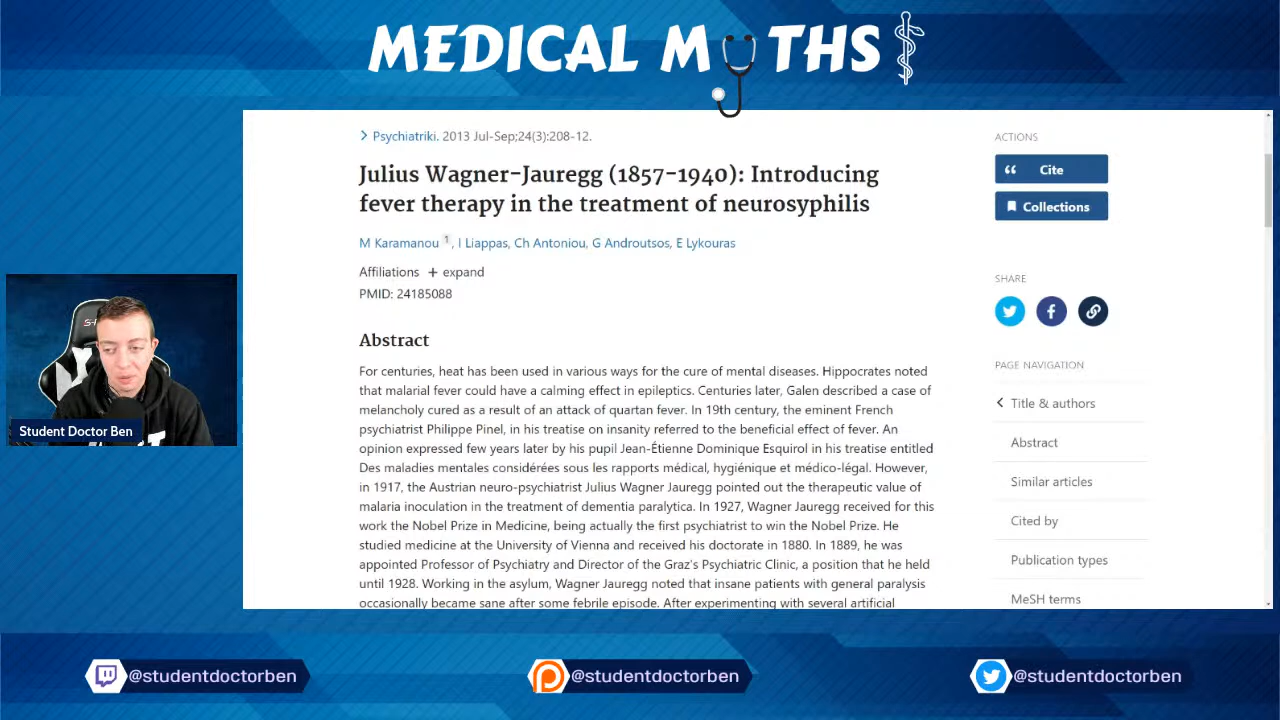 MEDICAL MYTHS
Psychiatriki. 2013 Jul-Sep;24(3):208-12.
Julius Wagner-Jauregg (1857-1940): Introducing
fever therapy in the treatment of neurosyphilis
M Karamanou 1, I Liappas, Ch Antoniou, G Androutsos, E Lykouras
Affiliations + expand
PMID: 24185088
Abstract
For centuries, heat has been used in various ways for the cure of mental diseases. Hippocrates noted
that malarial fever could have a calming effect in epileptics. Centuries later, Galen described a case of
melancholy cured as a result of an attack of quartan fever. In 19th century, the eminent French
psychiatrist Philippe Pinel, in his treatise on insanity referred to the beneficial effect of fever. An
opinion expressed few years later by his pupil Jean-Étienne Dominique Esquirol in his treatise entitled
Des maladies mentales considérées sous les rapports médical, hygiénique et médico-légal. However,
in 1917, the Austrian neuro-psychiatrist Julius Wagner Jauregg pointed out the therapeutic value of
malaria inoculation in the treatment of dementia paralytica. In 1927, Wagner Jauregg received for this
work the Nobel Prize in Medicine, being actually the first psychiatrist to win the Nobel Prize. He
studied medicine at the University of Vienna and received his doctorate in 1880. In 1889, he was
appointed Professor of Psychiatry and Director of the Graz's Psychiatric Clinic, a position that he held
until 1928. Working in the asylum, Wagner Jauregg noted that insane patients with general paralysis
occasionally became sane after some febrile episode. After experimenting with several artificial
ACTIONS
Cite
Collections
SHARE
PAGE NAVIGATION
Title & authors
Abstract
Similar articles
Cited by
Publication types
MeSH terms
Student Doctor Ben
@studentdoctorben
@studentdoctorben
@studentdoctorben